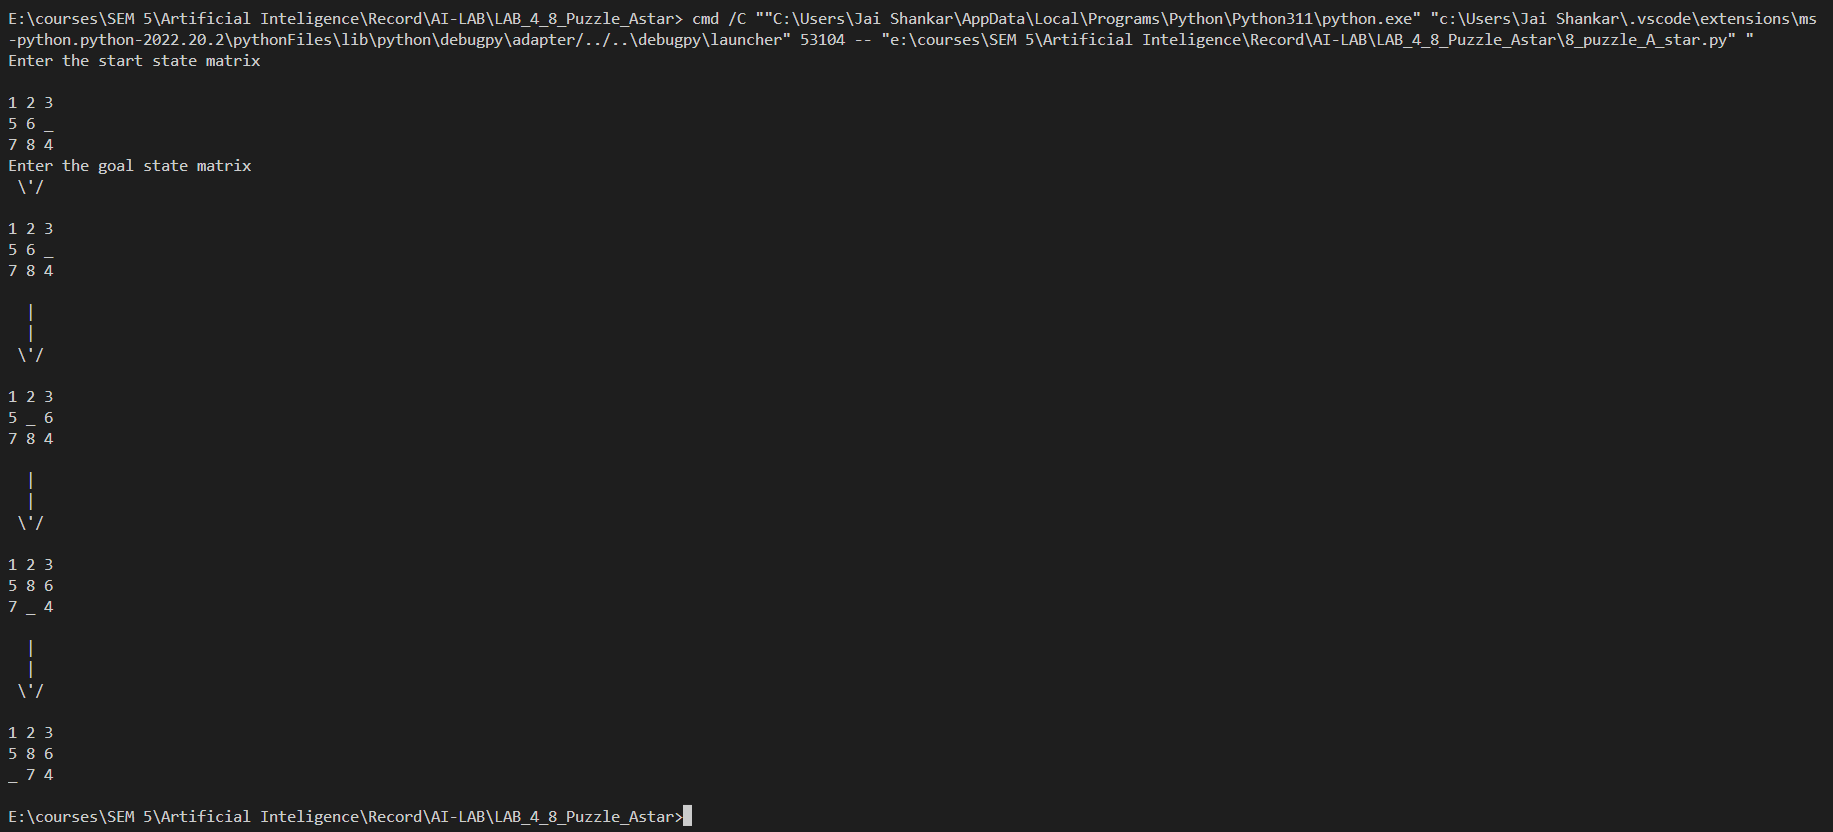 E:\courses\SEM 5\Artificial Inteligence\Record\AI-LAB\LAB_4_8_Puzzle_Astar> cmd /C ""C:\Users\Jai Shankar\AppData\Local\Programs\Python\Python311\python.exe" "c:\Users\Jai Shankar\.vscode\extensions\ms
-python.python-2022.20.2\pythonFiles\lib\python\debugpy\adapter/../..\debugpy\launcher" 53104 -- "e:\courses\SEM 5\Artificial Inteligence\Record\AI-LAB\LAB_4_8_Puzzle_Astar\8_puzzle_A_star.py" "
Enter the start state matrix

1 2 3
5 6 _
7 8 4
Enter the goal state matrix
 \'/

1 2 3
5 6 _
7 8 4

  |
  |
 \'/

1 2 3
5 _ 6
7 8 4

  |
  |
 \'/

1 2 3
5 8 6
7 _ 4

  |
  |
 \'/

1 2 3
5 8 6
_ 7 4

E:\courses\SEM 5\Artificial Inteligence\Record\AI-LAB\LAB_4_8_Puzzle_Astar>